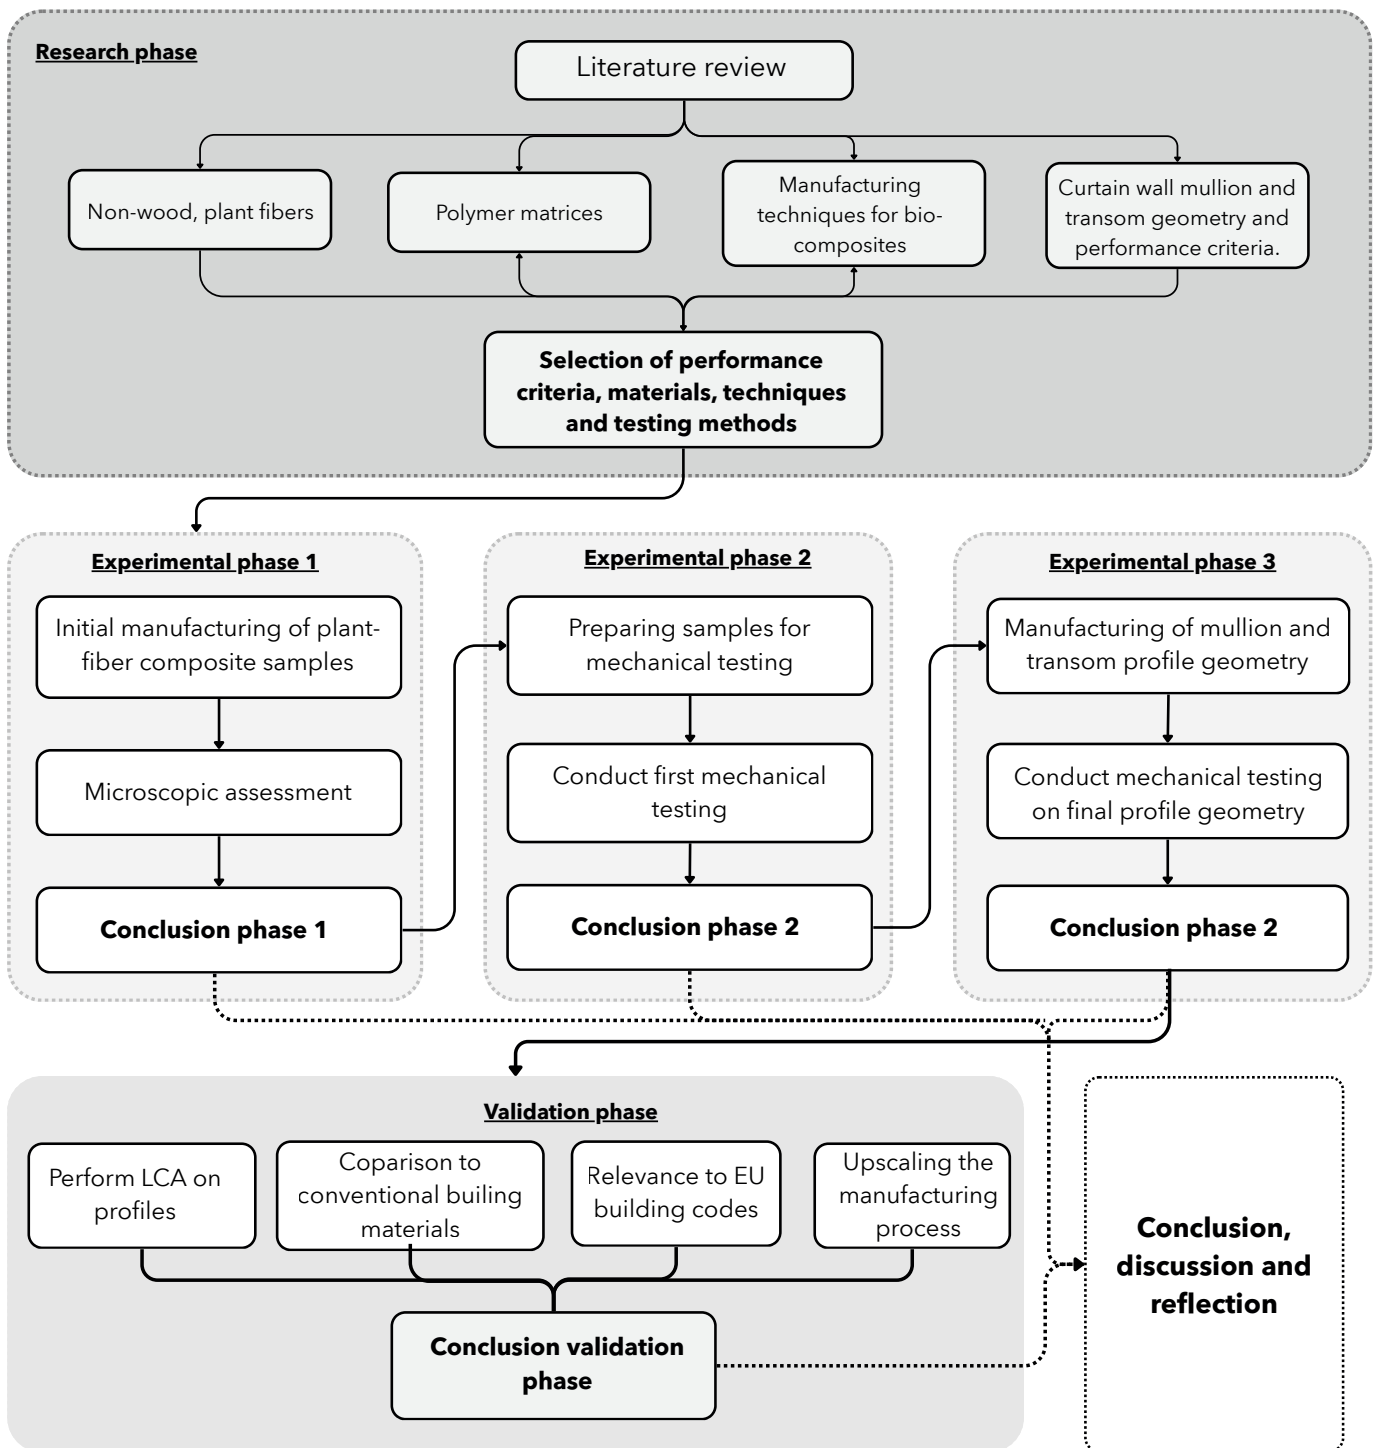 Research phase
Literature review
Non-wood, plant fibers
Polymer matrices
Manufacturing
techniques for bio-
composites
Curtain wall mullion and
transom geometry and
performance criteria.
Selection of performance
criteria, materials, techniques
and testing methods
Experimental phase 1
Initial manufacturing of plant-
fiber composite samples
Microscopic assessment
Conclusion phase 1
Experimental phase 2
Preparing samples for
mechanical testing
Conduct first mechanical
testing
Conclusion phase 2
Experimental phase 3
Manufacturing of mullion and
transom profile geometry
Conduct mechanical testing
on final profile geometry
Conclusion phase 2
Validation phase
Perform LCA on
profiles
Coparison to
conventional builing
materials
Relevance to EU
building codes
Upscaling the
manufacturing
process
Conclusion validation
phase
Conclusion,
discussion and
reflection